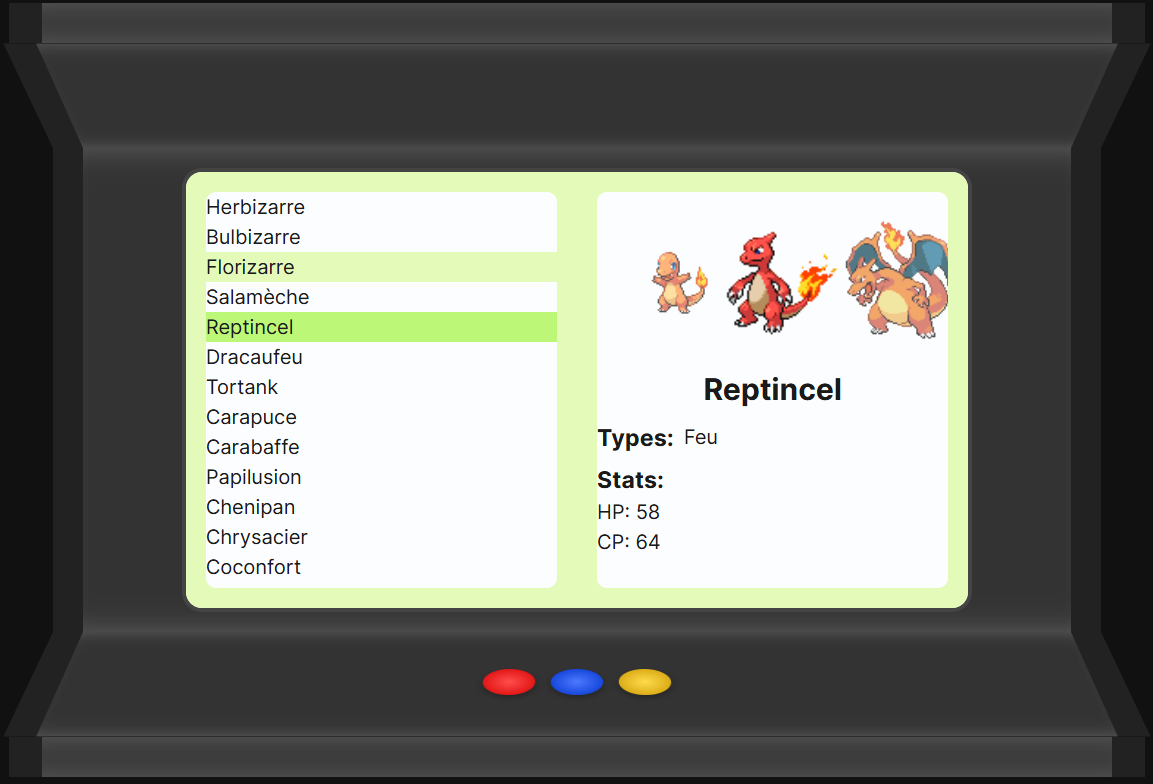 Herbizarre
Bulbizarre
Florizarre
Salamèche
Reptincel
Dracaufeu
Tortank
Carapuce
Carabaffe
Papilusion
Chenipan
Chrysacier
Coconfort
Reptincel
Types: Feu
Stats:
HP: 58
CP: 64